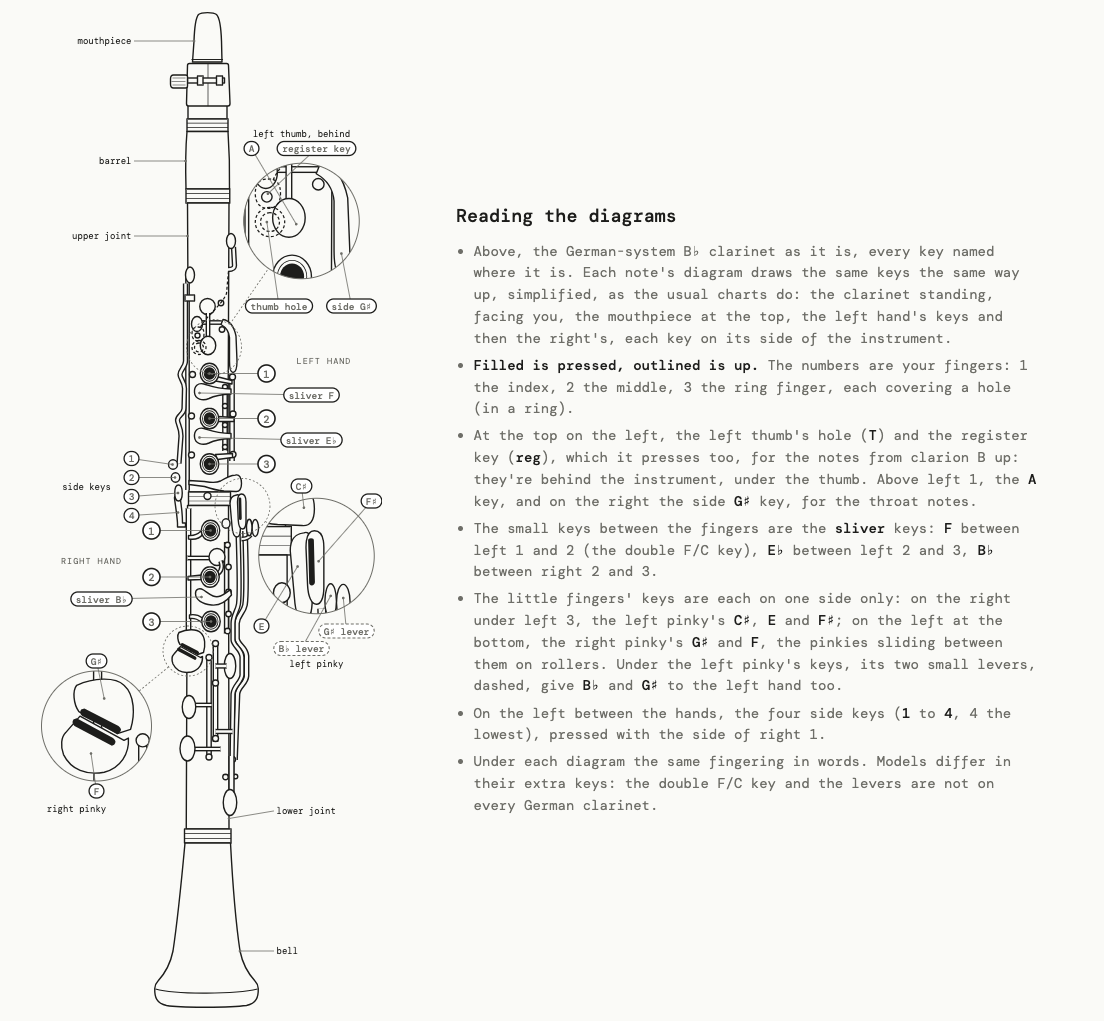 mouthpiece
left thumb, behind
A
register key
barrel
upper joint
thumb hole
side G♯
LEFT HAND
1
sliver F
2
sliver E♭
3
side keys
1
2
3
4
C♯
F♯
1
RIGHT HAND
2
sliver B♭
3
E
G♯ lever
B♭ lever
left pinky
G♯
F
right pinky
lower joint
bell
Reading the diagrams
• Above, the German-system B♭ clarinet as it is, every key named
where it is. Each note's diagram draws the same keys the same way
up, simplified, as the usual charts do: the clarinet standing,
facing you, the mouthpiece at the top, the left hand's keys and
then the right's, each key on its side of the instrument.
• Filled is pressed, outlined is up. The numbers are your fingers: 1
the index, 2 the middle, 3 the ring finger, each covering a hole
(in a ring).
• At the top on the left, the left thumb's hole (T) and the register
key (reg), which it presses too, for the notes from clarion B up:
they're behind the instrument, under the thumb. Above left 1, the A
key, and on the right the side G♯ key, for the throat notes.
• The small keys between the fingers are the sliver keys: F between
left 1 and 2 (the double F/C key), E♭ between left 2 and 3, B♭
between right 2 and 3.
• The little fingers' keys are each on one side only: on the right
under left 3, the left pinky's C♯, E and F♯; on the left at the
bottom, the right pinky's G♯ and F, the pinkies sliding between
them on rollers. Under the left pinky's keys, its two small levers,
dashed, give B♭ and G♯ to the left hand too.
• On the left between the hands, the four side keys (1 to 4, 4 the
lowest), pressed with the side of right 1.
• Under each diagram the same fingering in words. Models differ in
their extra keys: the double F/C key and the levers are not on
every German clarinet.